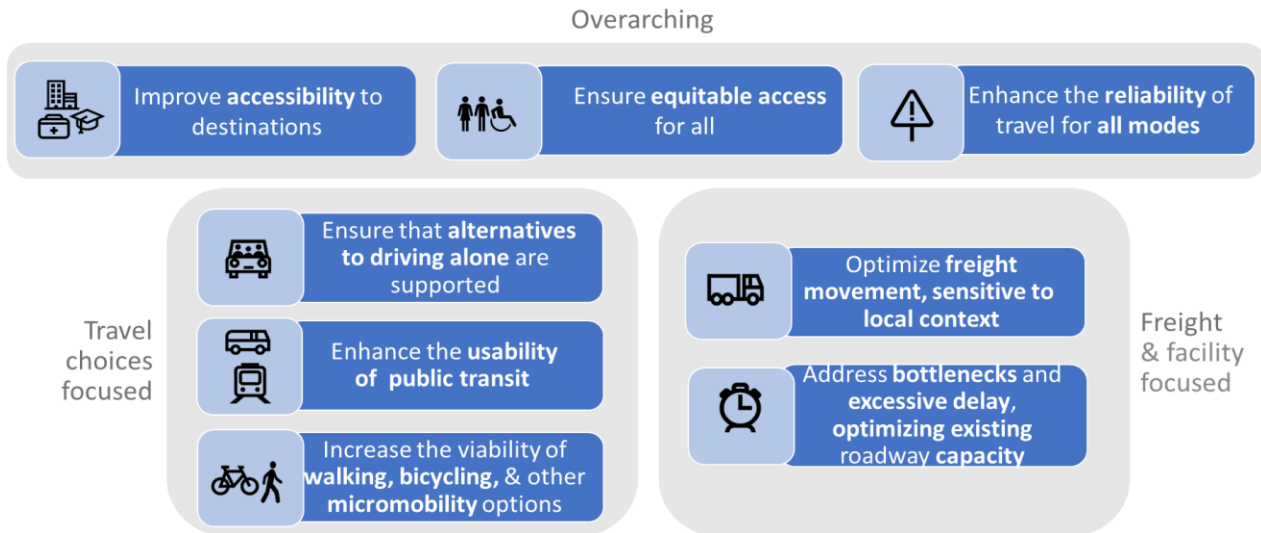 Overarching
Improve accessibility to
destinations
Ensure equitable access
for all
Enhance the reliability of
travel for all modes
Travel
choices
focused
Ensure that alternatives
to driving alone are
supported
Enhance the usability
of public transit
Increase the viability of
walking, bicycling, & other
micromobility options
Optimize freight
movement, sensitive to
local context
Address bottlenecks and
excessive delay,
optimizing existing
roadway capacity
Freight
& facility
focused